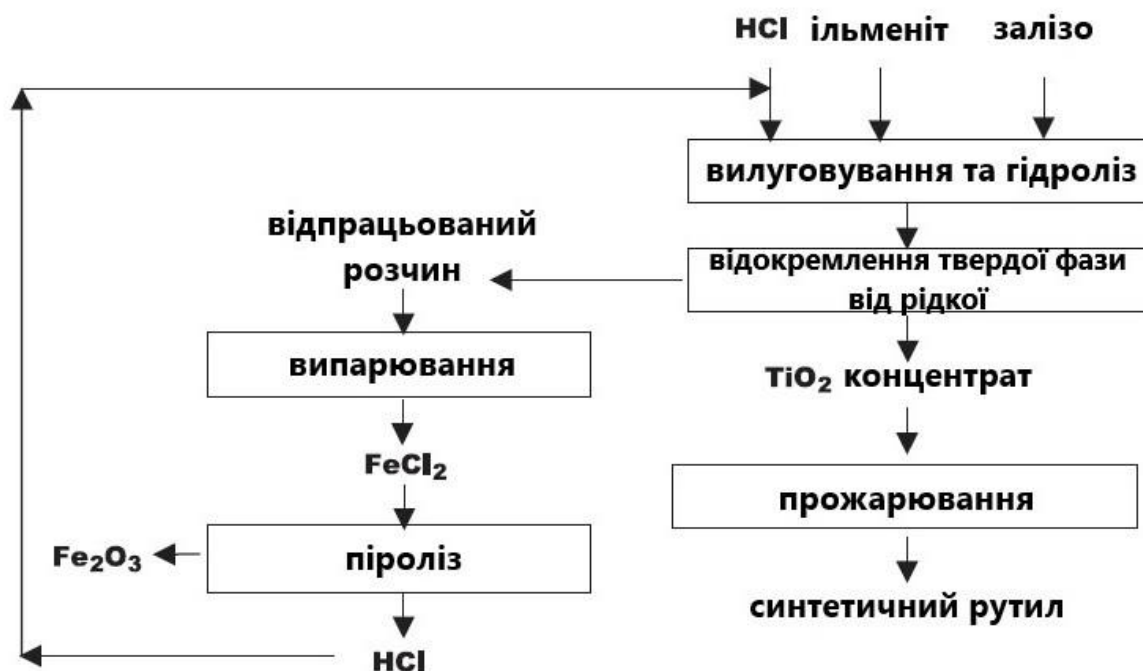 HCl ільменіт залізо
вилуговування та гідроліз
відпрацьований
розчин
відокремлення твердої фази
від рідкої
випарювання
TiO₂ концентрат
FeCl₂
прожарювання
Fe₂O₃
піроліз
синтетичний рутил
HCl